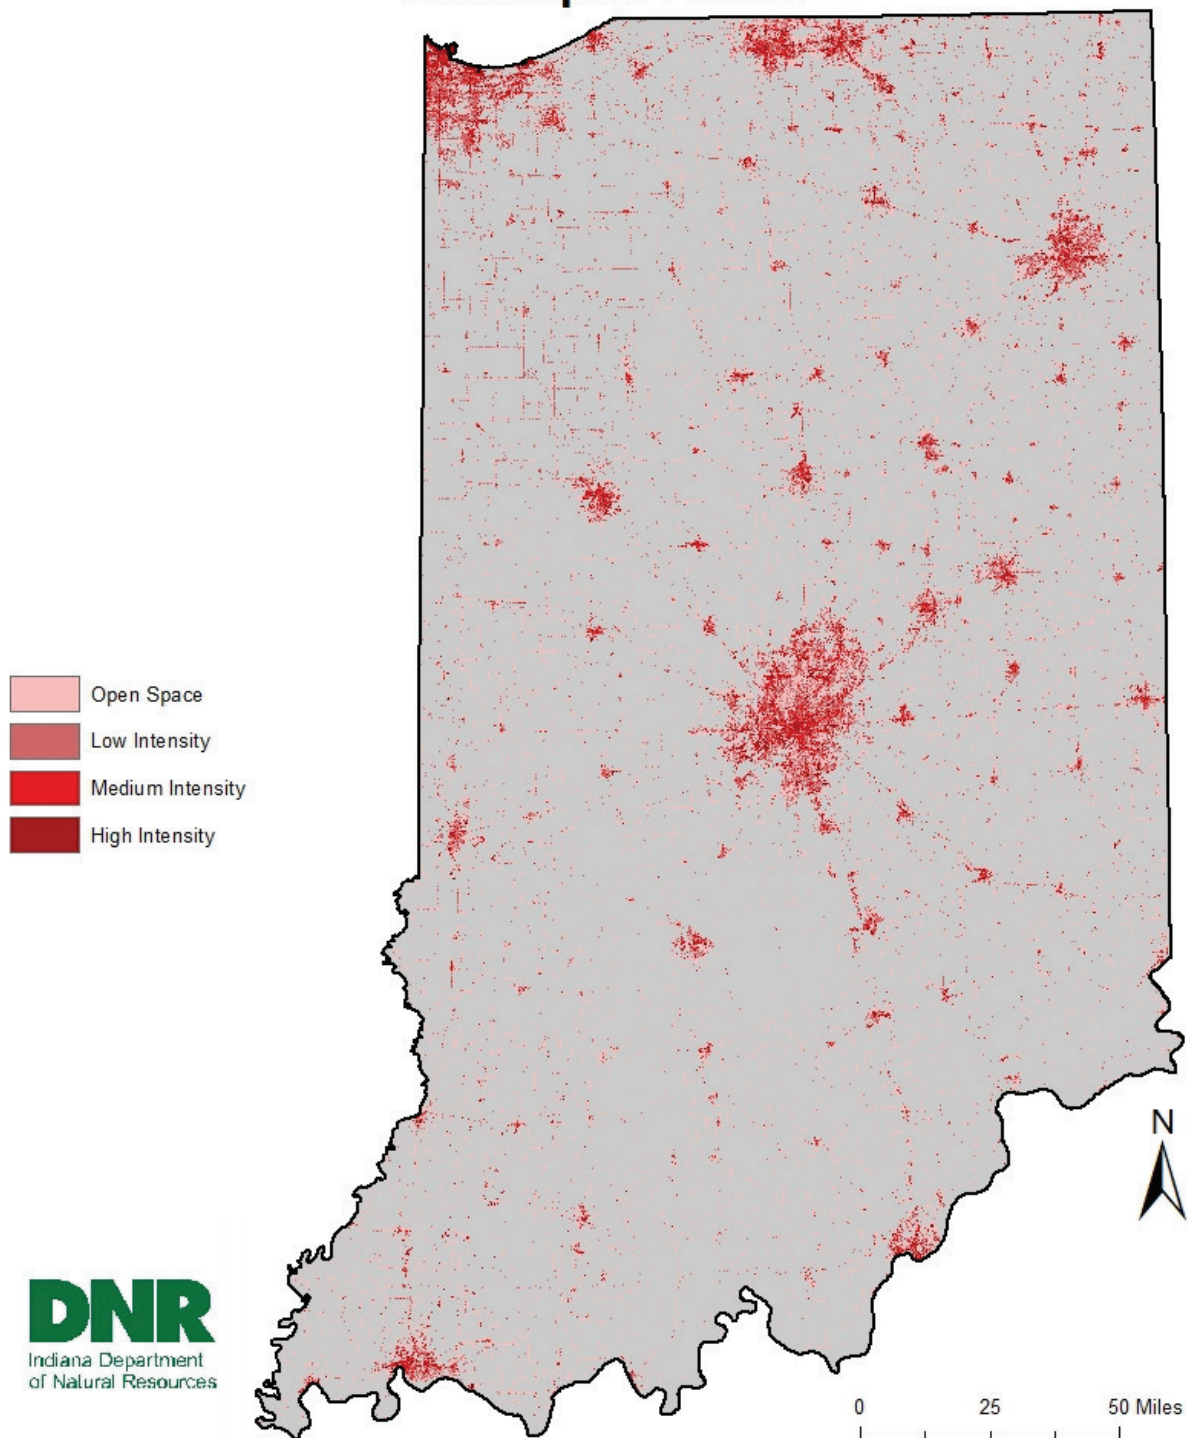 Open Space
Low Intensity
Medium Intensity
High Intensity
N
DNR
Indiana Department
of Natural Resources
0 25 50 Miles